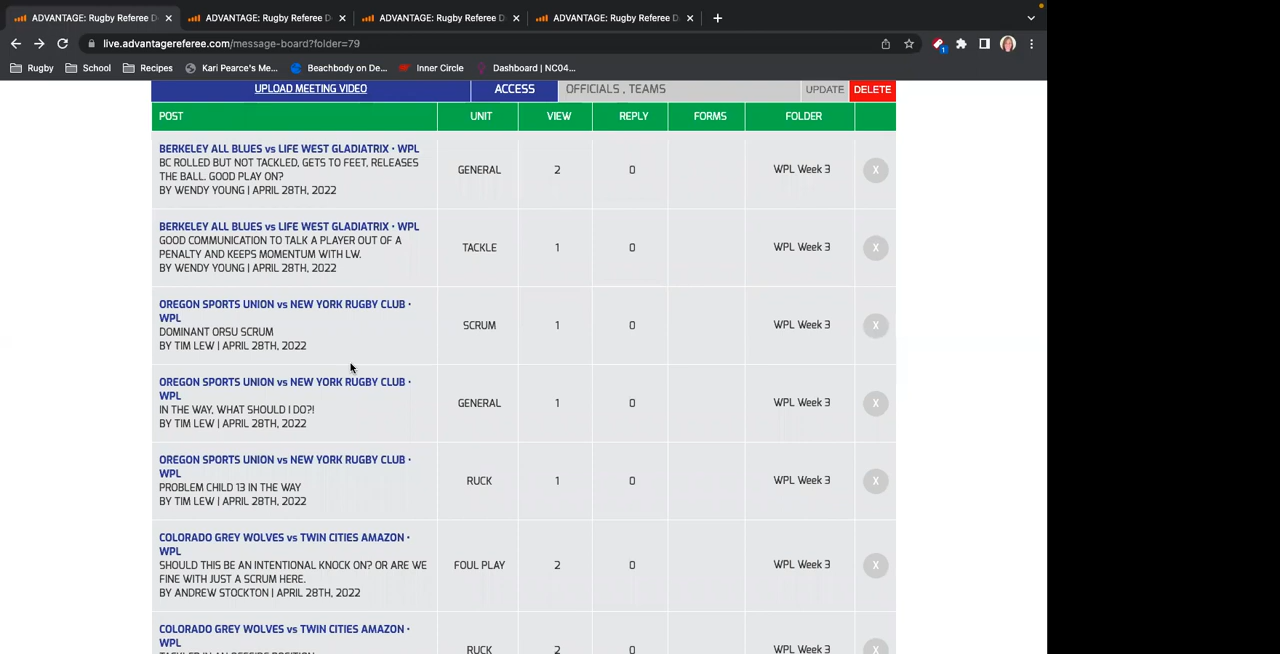 ADVANTAGE: Rugby Referee D
ADVANTAGE: Rugby Referee D
ADVANTAGE: Rugby Referee D
ADVANTAGE: Rugby Referee D
live.advantagereferee.com/message-board?folder=79
1
Rugby School Recipes Kari Pearce's Me... Beachbody on De... Inner Circle Dashboard | NC04...
UPLOAD MEETING VIDEO ACCESS OFFICIALS , TEAMS UPDATE DELETE
POST UNIT VIEW REPLY FORMS FOLDER
BERKELEY ALL BLUES vs LIFE WEST GLADIATRIX • WPL
BC ROLLED BUT NOT TACKLED, GETS TO FEET, RELEASES
THE BALL. GOOD PLAY ON?
BY WENDY YOUNG | APRIL 28TH, 2022
GENERAL 2 0 WPL Week 3 X
BERKELEY ALL BLUES vs LIFE WEST GLADIATRIX • WPL
GOOD COMMUNICATION TO TALK A PLAYER OUT OF A
PENALTY AND KEEPS MOMENTUM WITH LW.
BY WENDY YOUNG | APRIL 28TH, 2022
TACKLE 1 0 WPL Week 3 X
OREGON SPORTS UNION vs NEW YORK RUGBY CLUB •
WPL
DOMINANT ORSU SCRUM
BY TIM LEW | APRIL 28TH, 2022
SCRUM 1 0 WPL Week 3 X
OREGON SPORTS UNION vs NEW YORK RUGBY CLUB •
WPL
IN THE WAY, WHAT SHOULD I DO?!
BY TIM LEW | APRIL 28TH, 2022
GENERAL 1 0 WPL Week 3 X
OREGON SPORTS UNION vs NEW YORK RUGBY CLUB •
WPL
PROBLEM CHILD 13 IN THE WAY
BY TIM LEW | APRIL 28TH, 2022
RUCK 1 0 WPL Week 3 X
COLORADO GREY WOLVES vs TWIN CITIES AMAZON •
WPL
SHOULD THIS BE AN INTENTIONAL KNOCK ON? OR ARE WE
FINE WITH JUST A SCRUM HERE.
BY ANDREW STOCKTON | APRIL 28TH, 2022
FOUL PLAY 2 0 WPL Week 3 X
COLORADO GREY WOLVES vs TWIN CITIES AMAZON •
WPL
RUCK 2 0 WPL Week 3 X